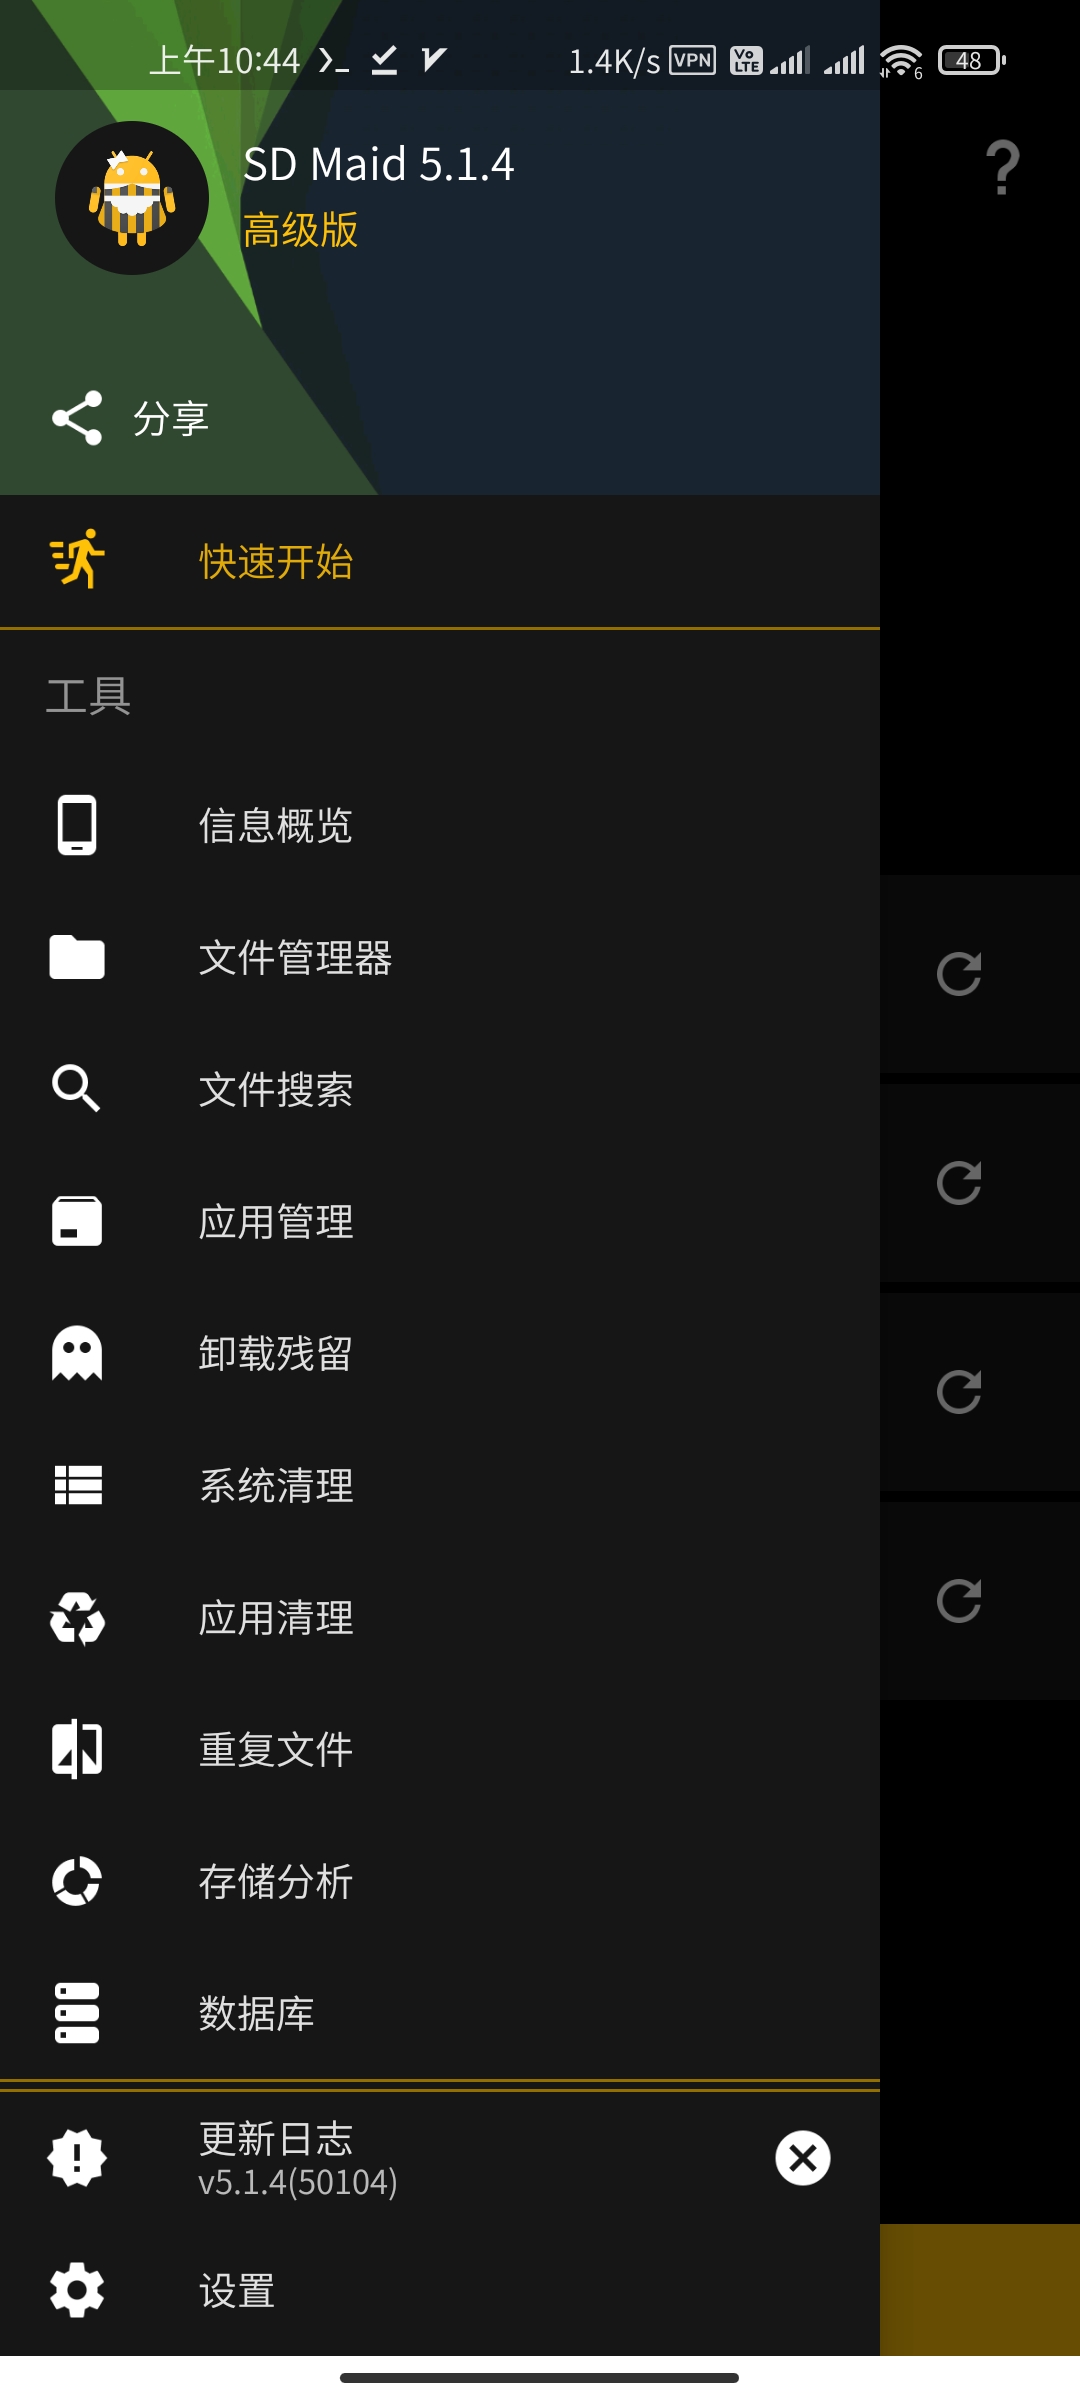 上午10:44
1.4K/s VPN Vo LTE 6 48
SD Maid 5.1.4
高级版
分享
快速开始
工具
信息概览
文件管理器
文件搜索
应用管理
卸载残留
系统清理
应用清理
重复文件
存储分析
数据库
更新日志
v5.1.4(50104)
设置